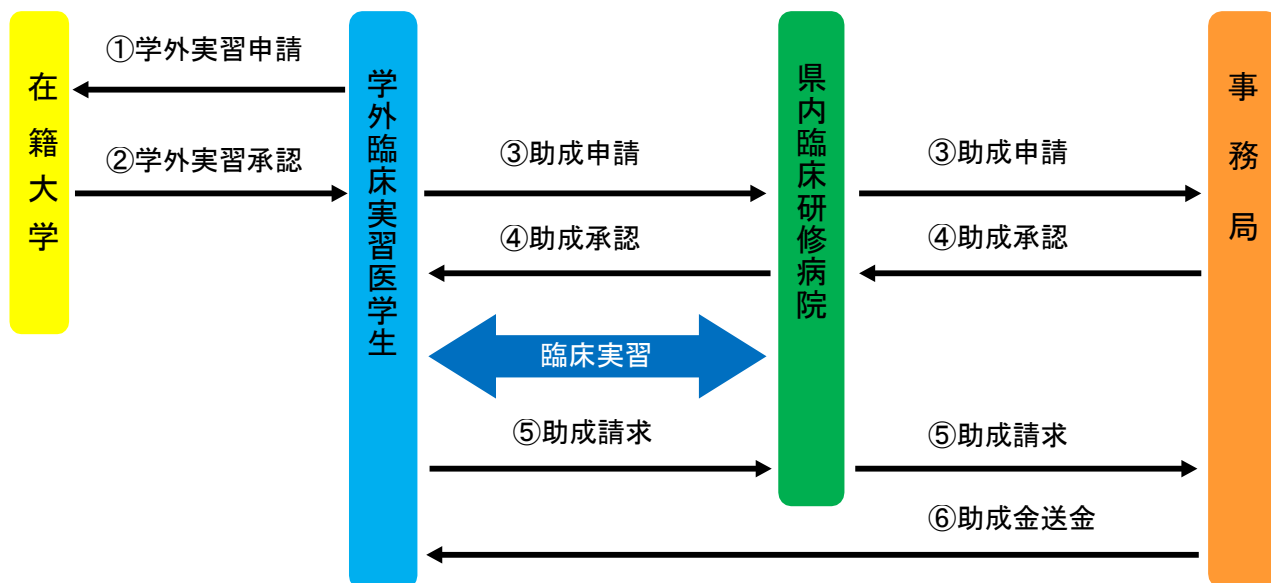 在籍大学
①学外実習申請
②学外実習承認
学外臨床実習医学生
③助成申請
④助成承認
臨床実習
⑤助成請求
県内臨床研修病院
③助成申請
④助成承認
⑤助成請求
⑥助成金送金
事務局